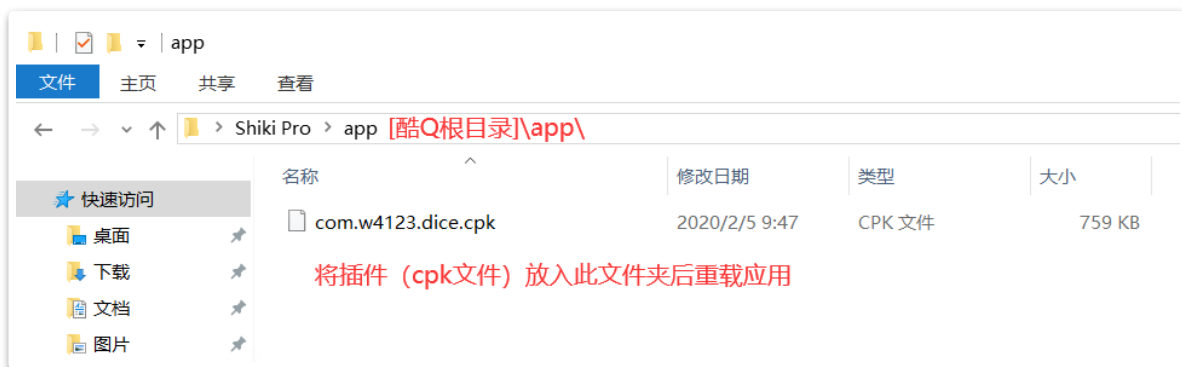 app
文件 主页 共享 查看
Shiki Pro app [酷Q根目录]\app\
名称 修改日期 类型 大小
快速访问
com.w4123.dice.cpk 2020/2/5 9:47 CPK 文件 759 KB
桌面
下载
将插件（cpk文件）放入此文件夹后重载应用
文档
图片